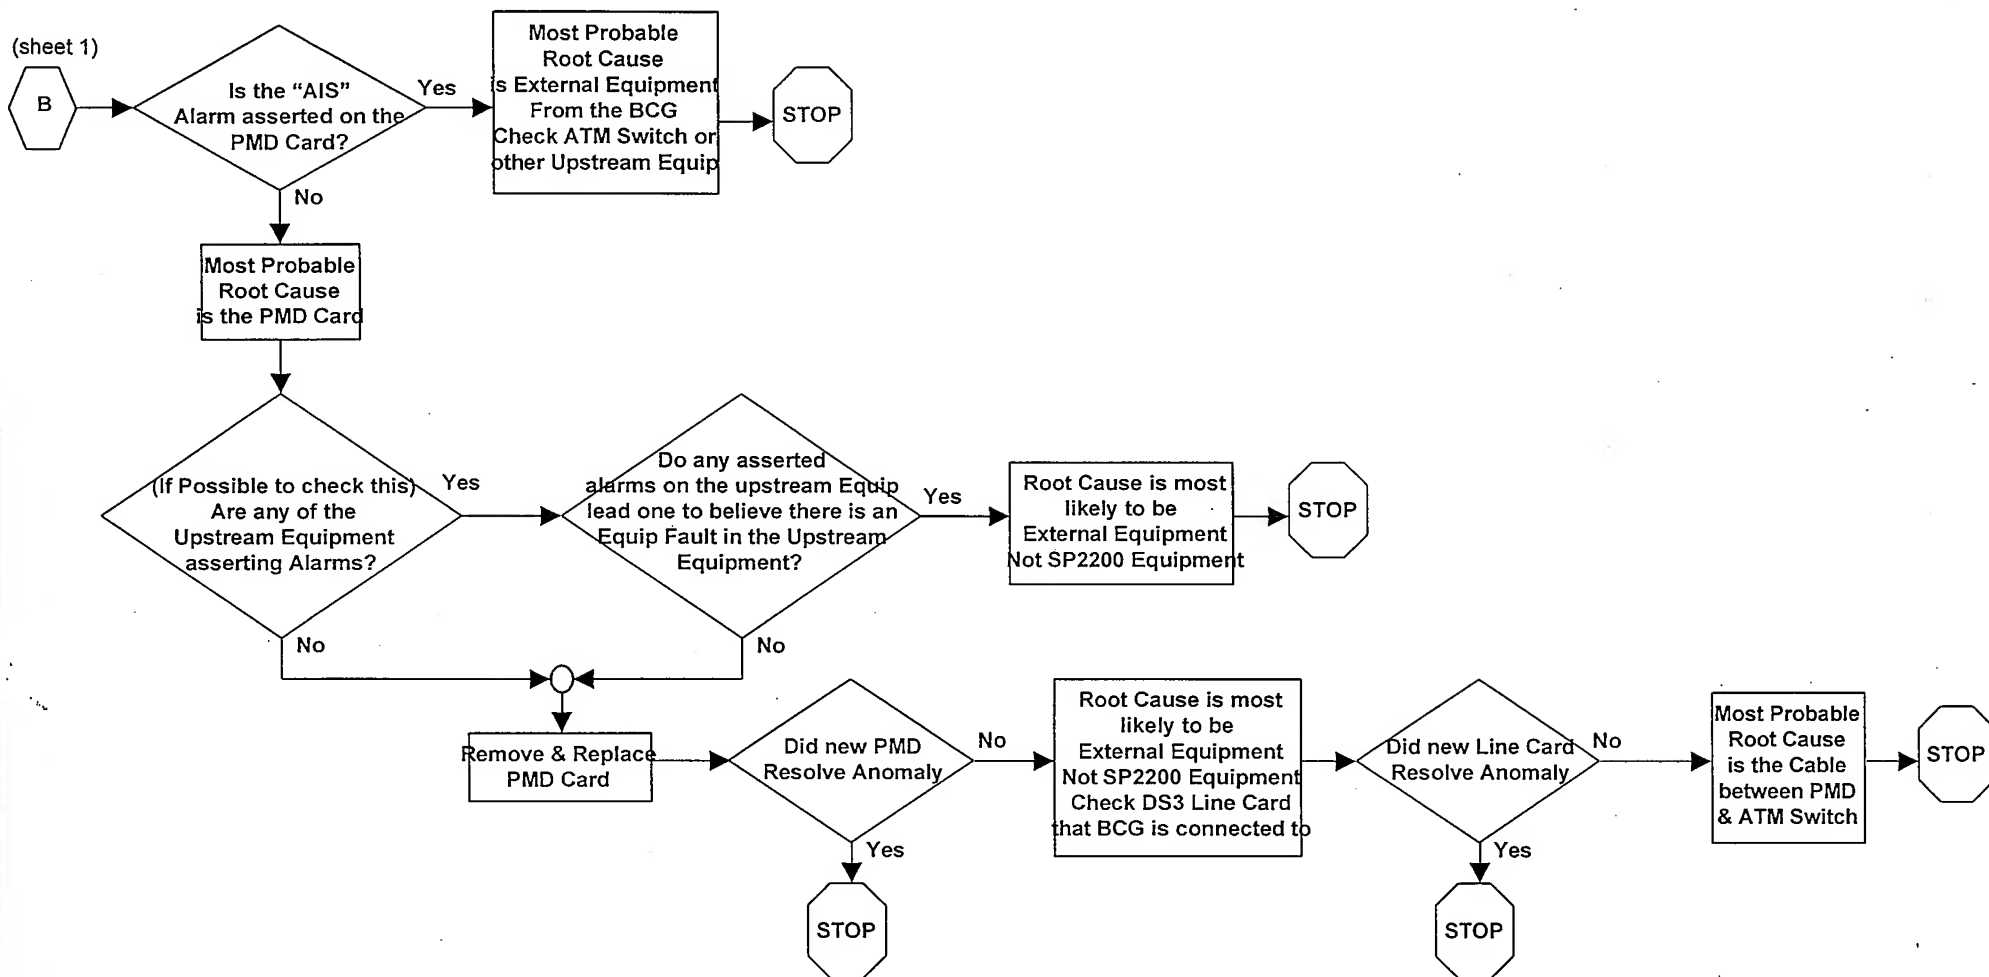 (sheet 1)
B
Is the “AIS”
Alarm asserted on the
PMD Card?
Yes
No
Most Probable
Root Cause
is External Equipment
From the BCG
Check ATM Switch or
other Upstream Equip
STOP
Most Probable
Root Cause
is the PMD Card
(If Possible to check this)
Are any of the
Upstream Equipment
asserting Alarms?
Yes
No
Do any asserted
alarms on the upstream Equip
lead one to believe there is an
Equip Fault in the Upstream
Equipment?
Yes
No
Root Cause is most
likely to be
External Equipment
Not SP2200 Equipment
STOP
Remove & Replace
PMD Card
Did new PMD
Resolve Anomaly
No
Yes
STOP
Root Cause is most
likely to be
External Equipment
Not SP2200 Equipment
Check DS3 Line Card
that BCG is connected to
Did new Line Card
Resolve Anomaly
No
Yes
STOP
Most Probable
Root Cause
is the Cable
between PMD
& ATM Switch
STOP